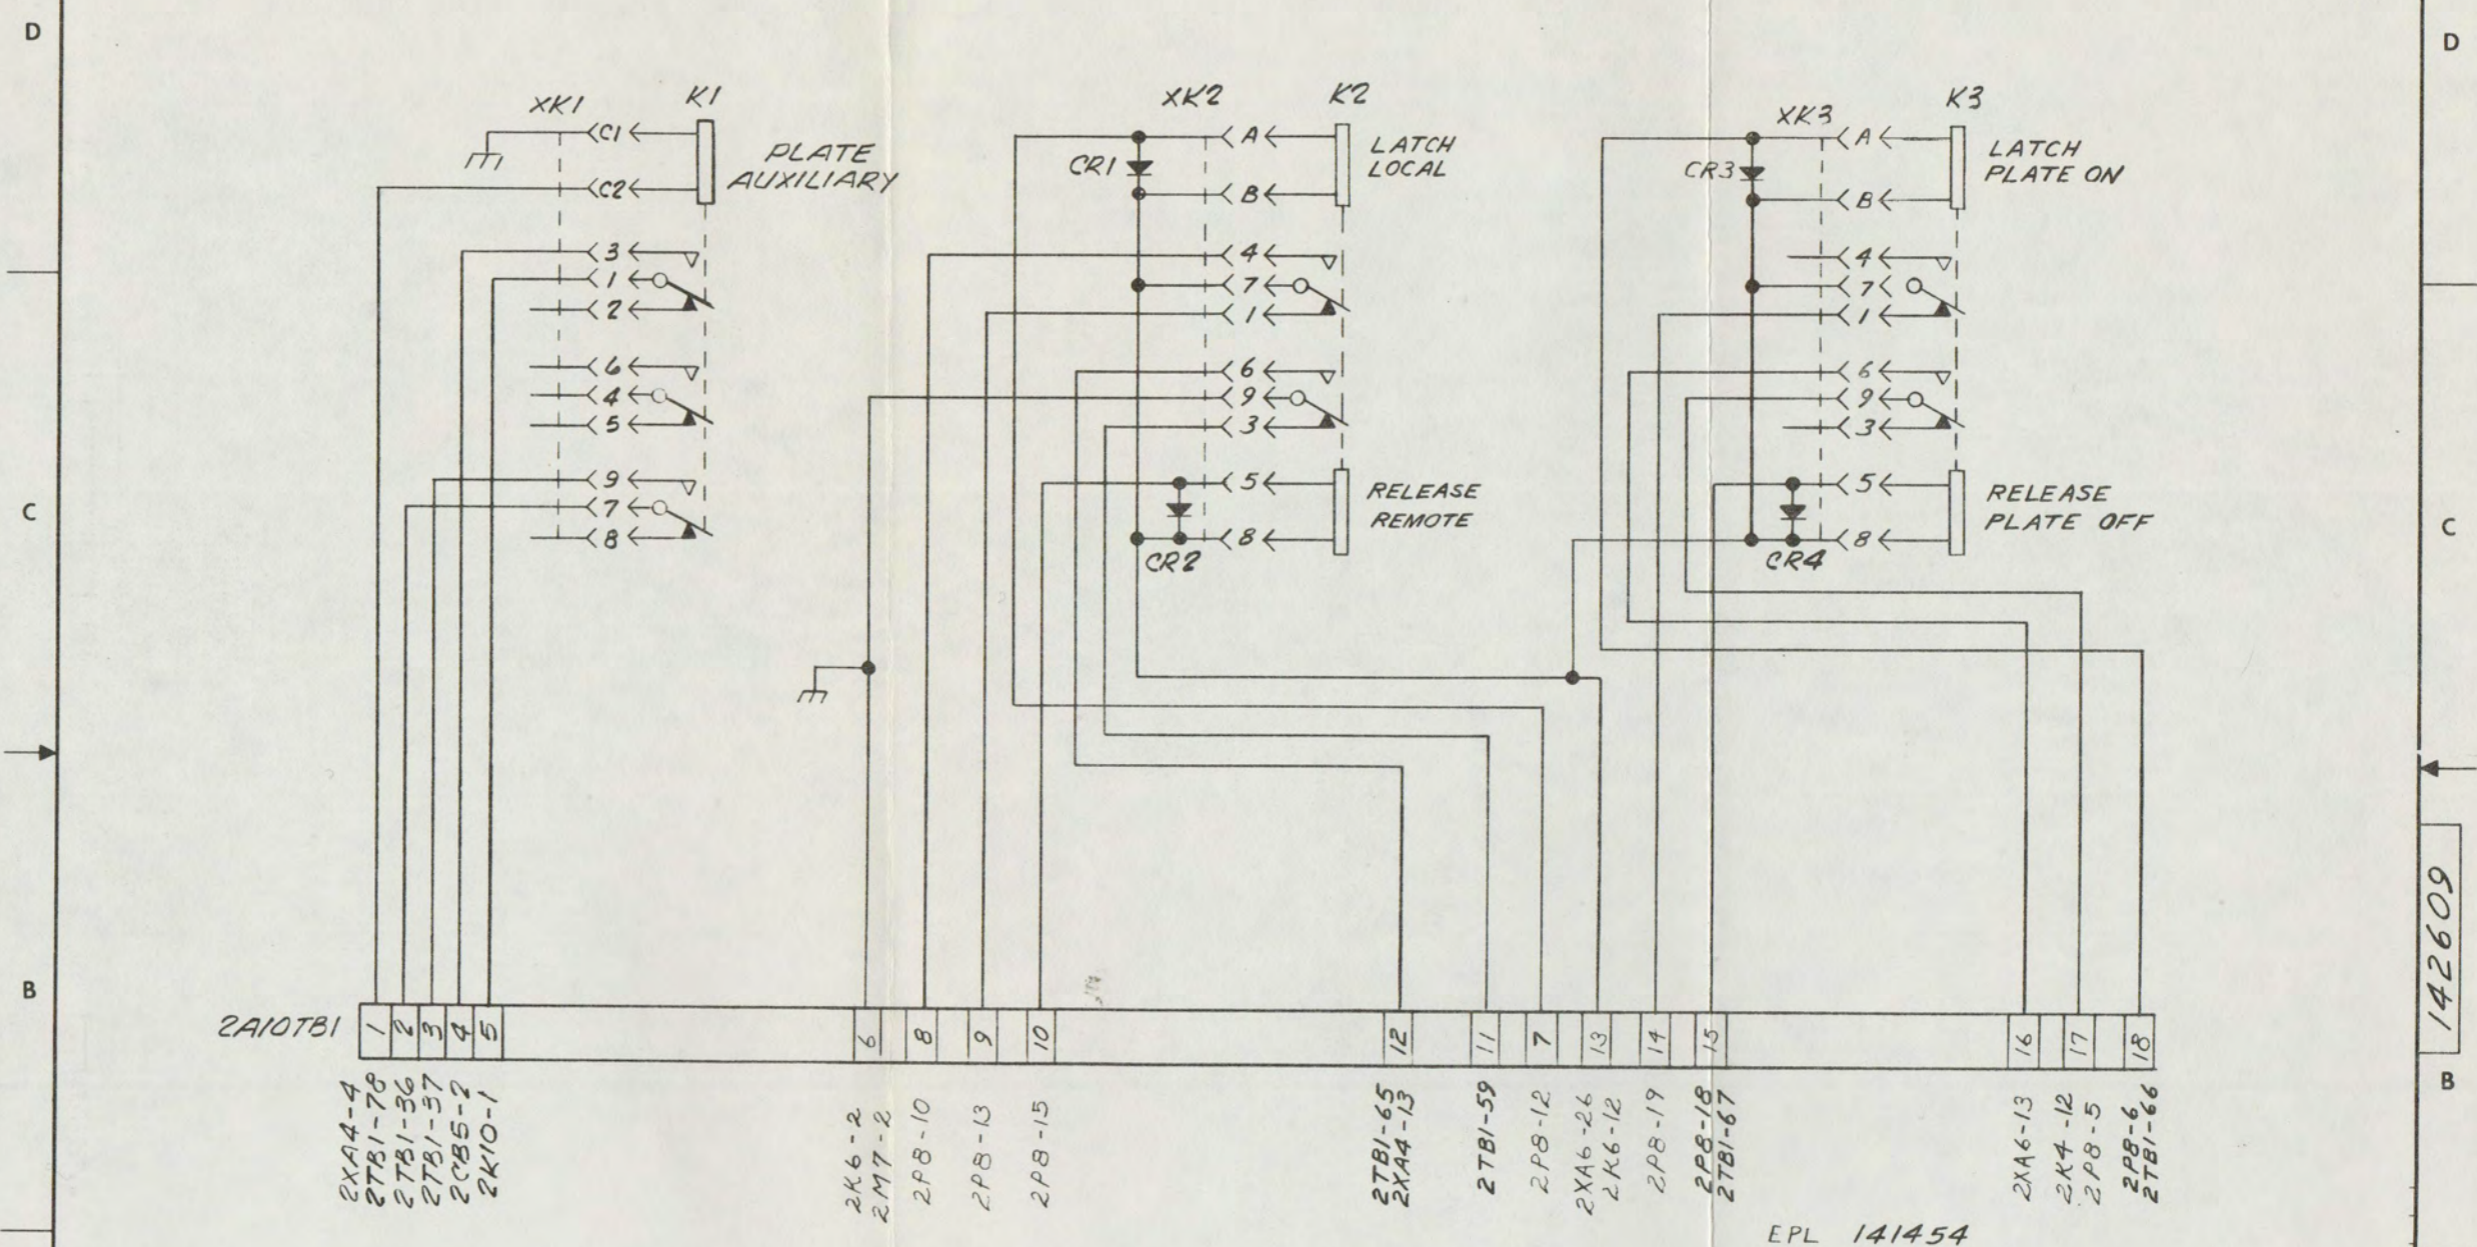 D
D
XK1
K1
C1
C2
PLATE
AUXILIARY
3
1
2
6
4
5
9
7
8
XK2
K2
CR1
A
B
LATCH
LOCAL
4
7
1
6
9
3
5
8
CR2
RELEASE
REMOTE
XK3
K3
CR3
A
B
LATCH
PLATE ON
4
7
1
6
9
3
5
8
CR4
RELEASE
PLATE OFF
C
C
142609
B
B
2A10TB1
1
2
3
4
5
6
8
9
10
12
11
7
13
14
15
16
17
18
2XA4-4
2TB1-78
2TB1-36
2TB1-37
2CB5-2
2K10-1
2K6-2
2M7-2
2P8-10
2P8-13
2P8-15
2TB1-65
2XA4-13
2TB1-59
2P8-12
2XA6-26
2K6-12
2P8-19
2P8-18
2TB1-67
2XA6-13
2K4-12
2P8-5
2P8-6
2TB1-66
EPL 141454